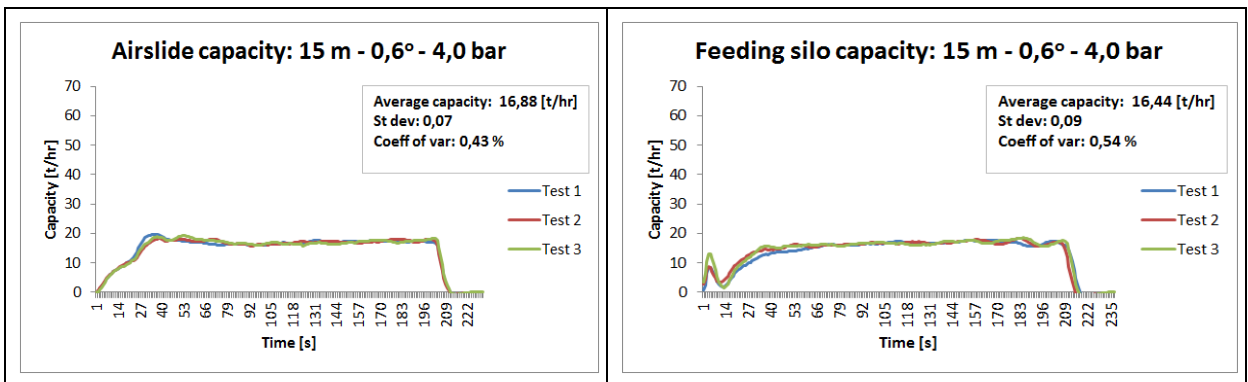 Airslide capacity: 15 m - 0,6° - 4,0 bar
Capacity [t/hr]
70
60
50
40
30
20
10
0
Average capacity: 16,88 [t/hr]
St dev: 0,07
Coeff of var: 0,43 %
Test 1
Test 2
Test 3
1 14 27 40 53 66 79 92 105 118 131 144 157 170 183 196 209 222
Time [s]
Feeding silo capacity: 15 m - 0,6° - 4,0 bar
Capacity [t/hr]
70
60
50
40
30
20
10
0
Average capacity: 16,44 [t/hr]
St dev: 0,09
Coeff of var: 0,54 %
Test 1
Test 2
Test 3
1 14 27 40 53 66 79 92 105 118 131 144 157 170 183 196 209 222 235
Time [s]